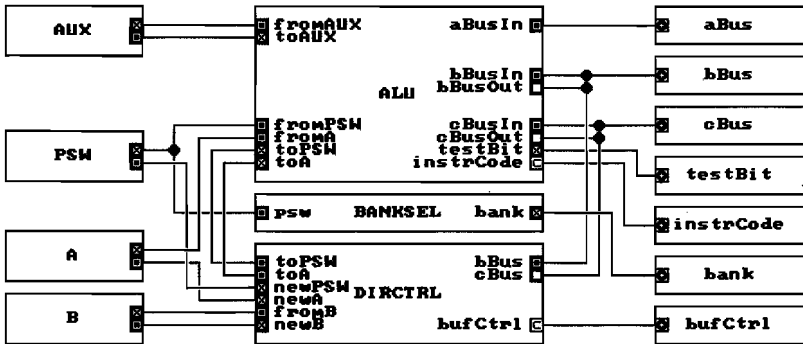 AUX
fromAUX
toAUX
aBusIn
aBus
ALU
bBusIn
bBusOut
bBus
fromPSW
fromA
toPSW
toA
cBusIn
cBusOut
testBit
instrCode
cBus
PSW
testBit
psw BANKSEL bank
instrCode
A
toPSW
toA
newPSW
newA
fromB
newB
DIRCTRL
bBus
cBus
bufCtrl
bank
B
bufCtrl